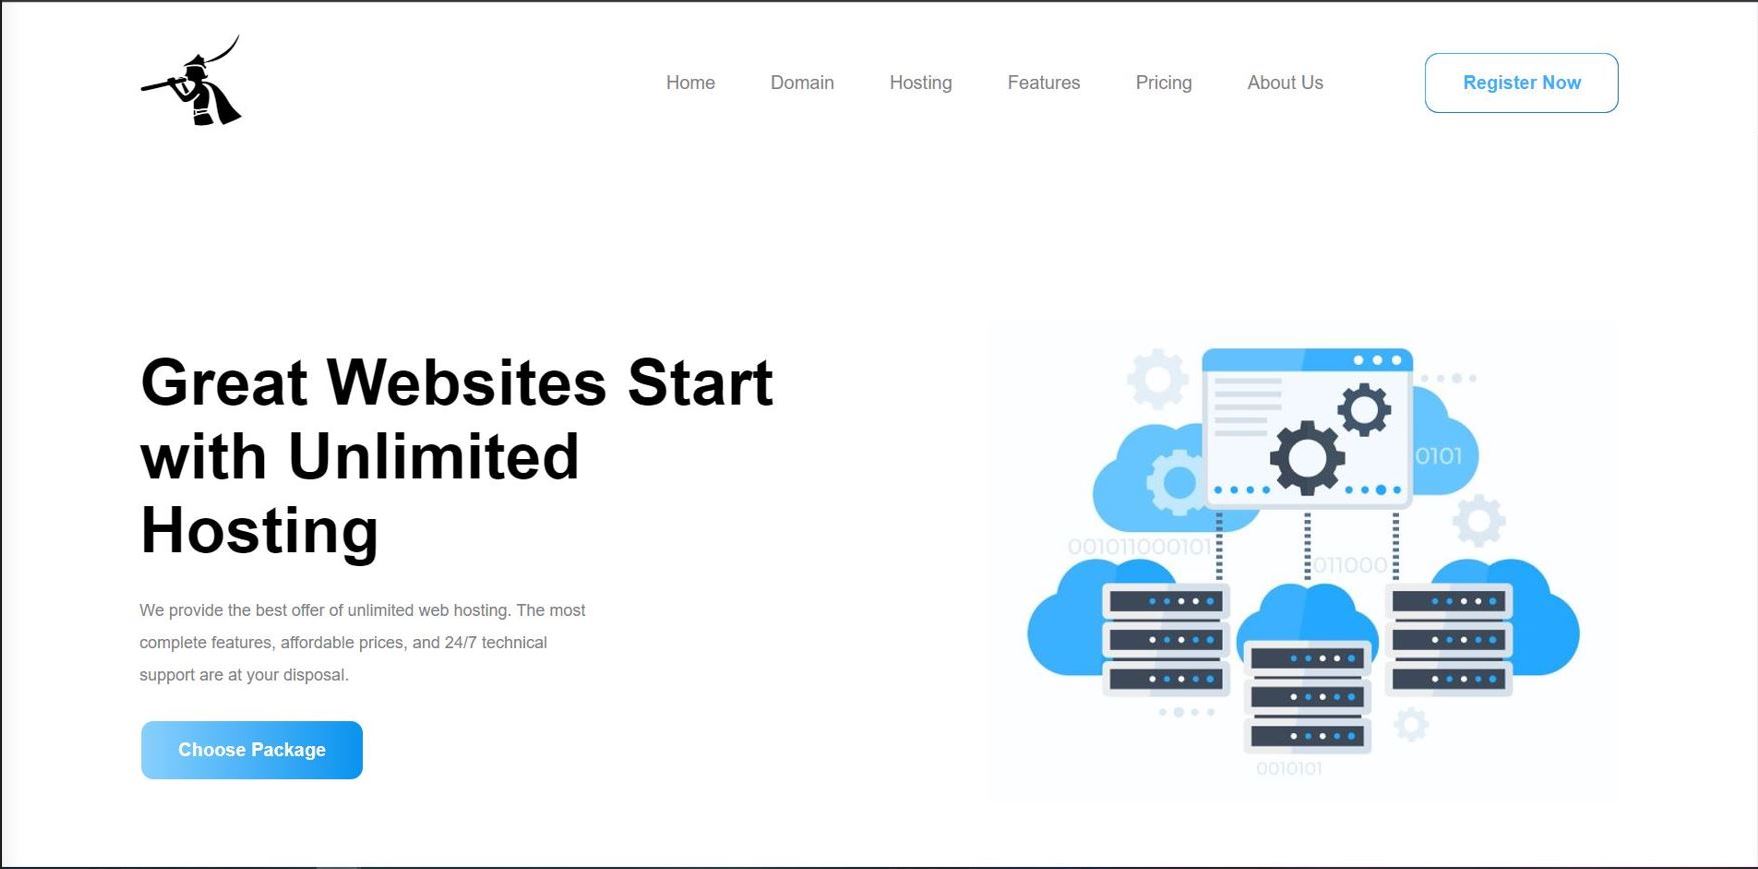 Home Domain Hosting Features Pricing About Us Register Now
Great Websites Start
with Unlimited
Hosting
We provide the best offer of unlimited web hosting. The most
complete features, affordable prices, and 24/7 technical
support are at your disposal.
Choose Package
0101
001011000101
011000
0010101